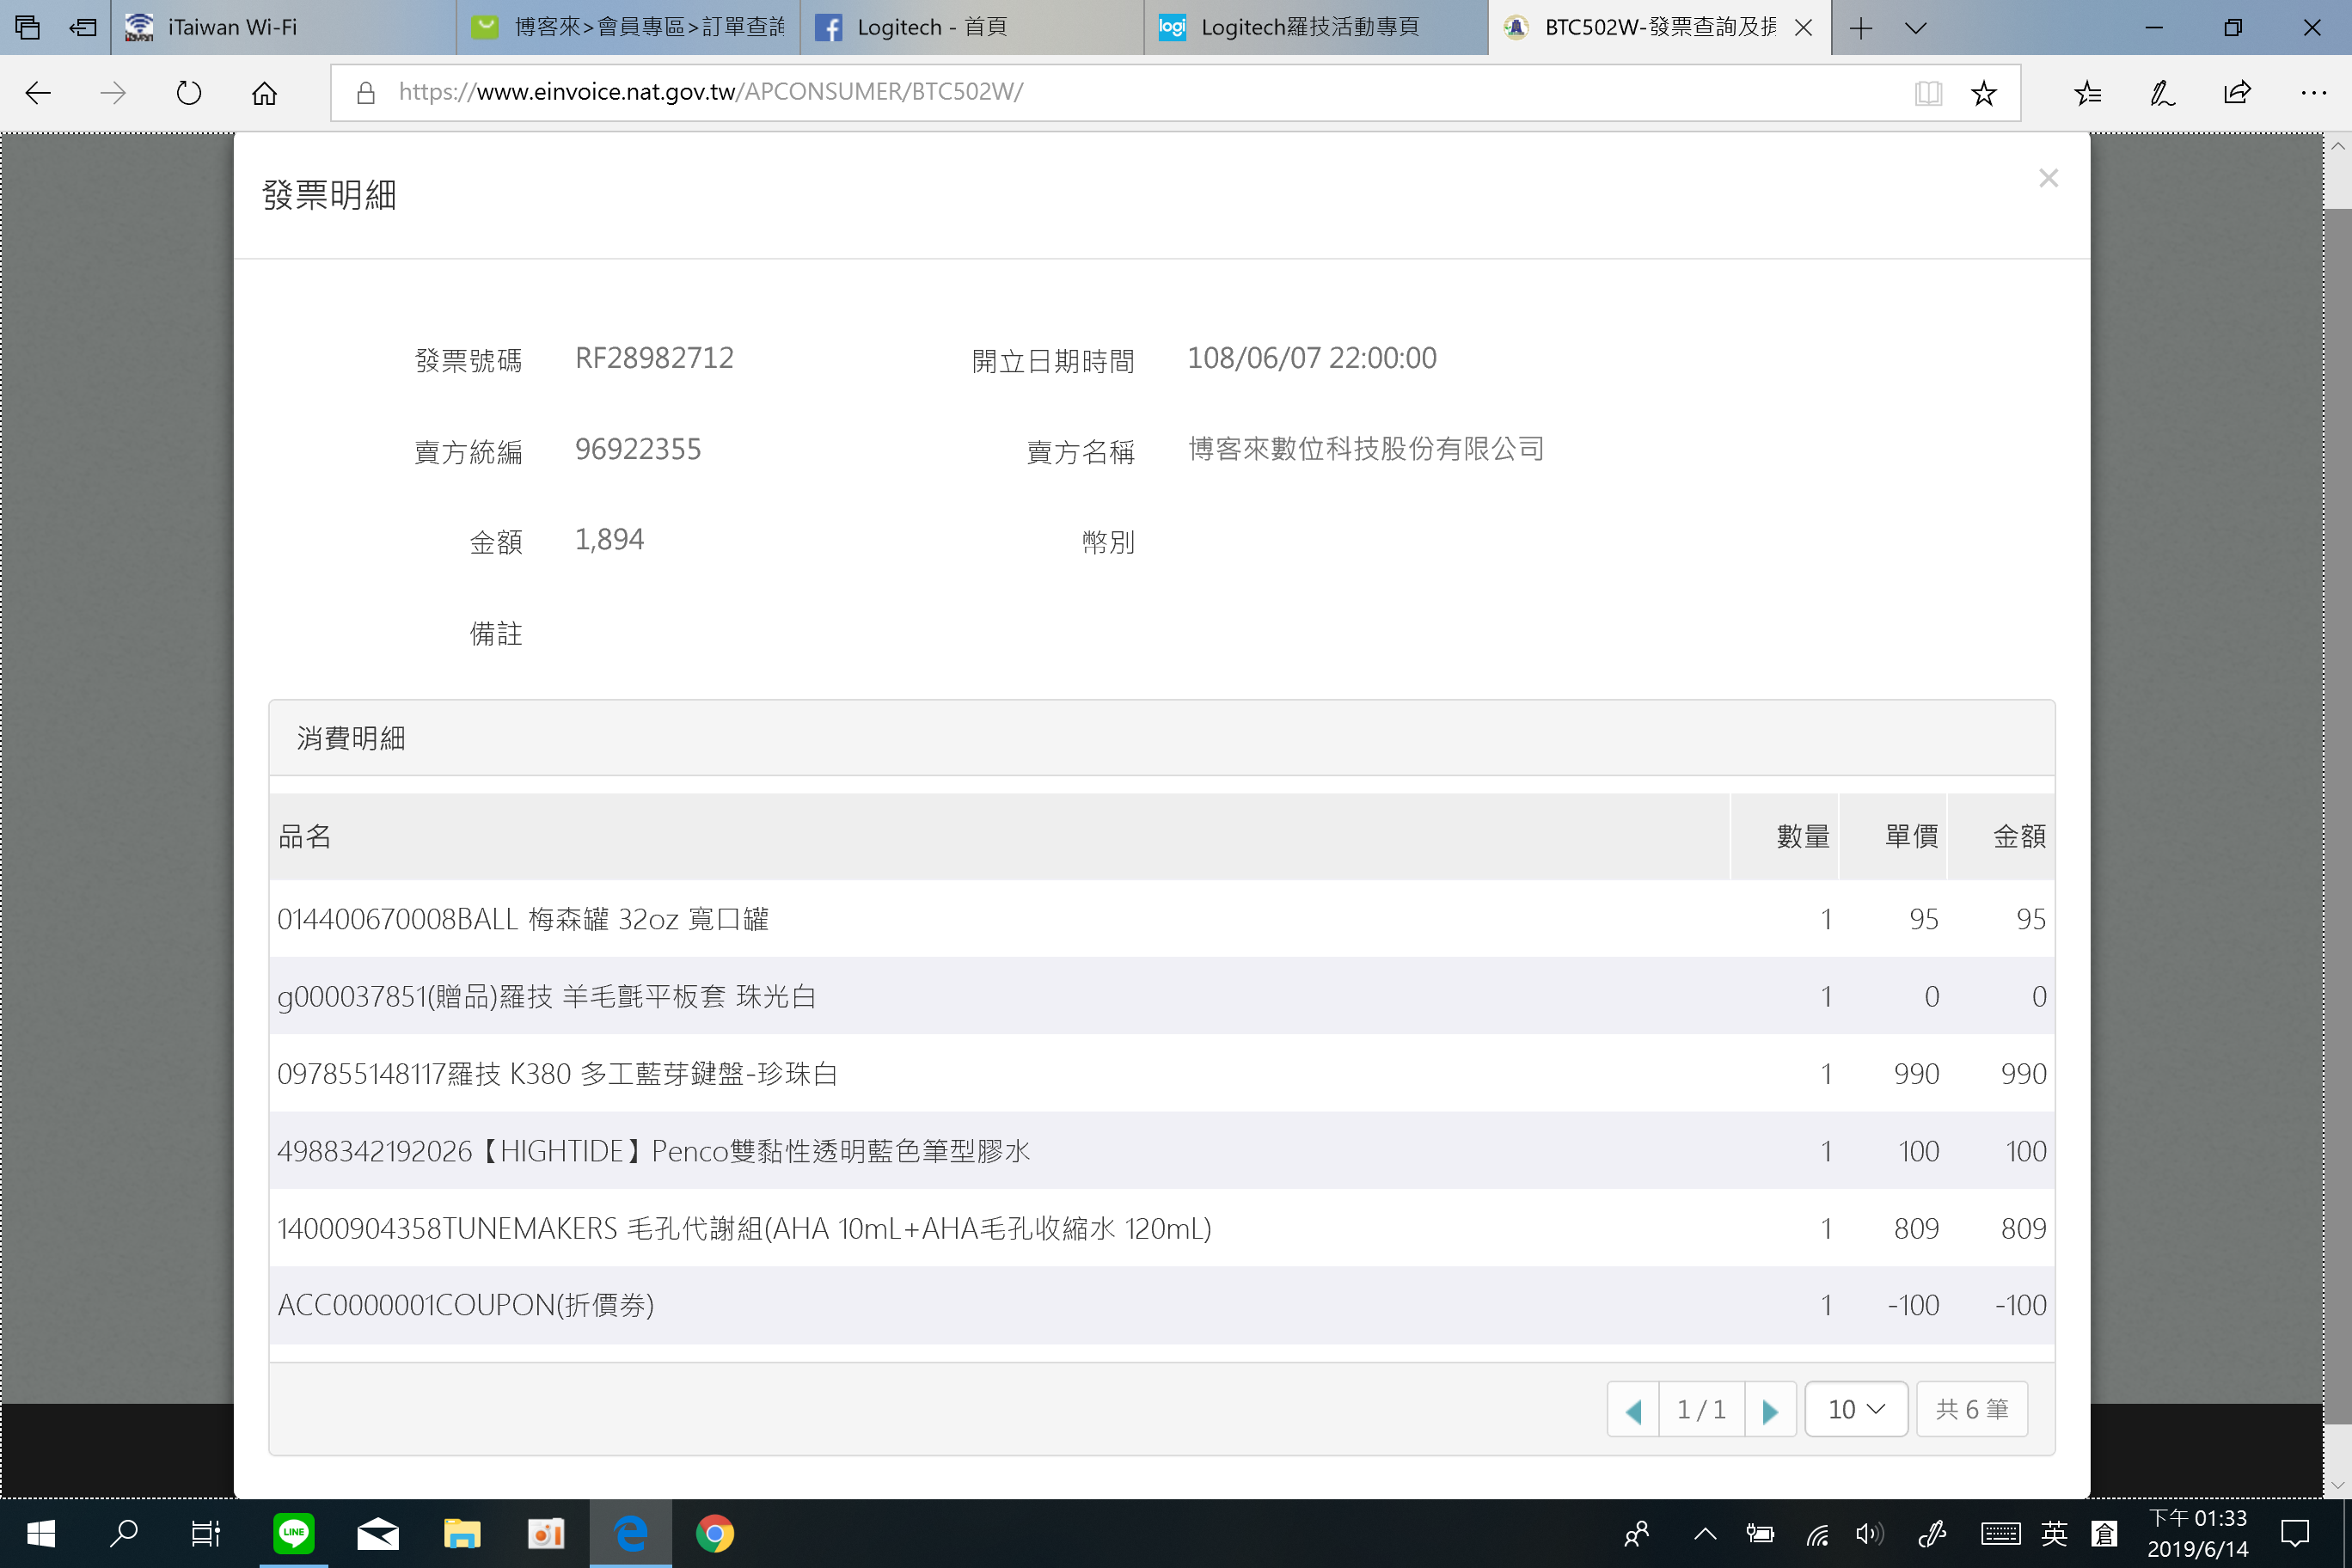 iTaiwan Wi-Fi
博客來>會員專區>訂單查詢
Logitech - 首頁
Logitech羅技活動專頁
BTC502W-發票查詢及捐
https://www.einvoice.nat.gov.tw/APCONSUMER/BTC502W/
發票明細
發票號碼 RF28982712 開立日期時間 108/06/07 22:00:00
賣方統編 96922355 賣方名稱 博客來數位科技股份有限公司
金額 1,894 幣別
備註
消費明細
品名 數量 單價 金額
014400670008BALL 梅森罐 32oz 寬口罐 1 95 95
g000037851(贈品)羅技 羊毛氈平板套 珠光白 1 0 0
097855148117羅技 K380 多工藍芽鍵盤-珍珠白 1 990 990
4988342192026【HIGHTIDE】Penco雙黏性透明藍色筆型膠水 1 100 100
14000904358TUNEMAKERS 毛孔代謝組(AHA 10mL+AHA毛孔收縮水 120mL) 1 809 809
ACC0000001COUPON(折價券) 1 -100 -100
1 / 1 10 共 6 筆
LINE
英 倉 下午 01:33
2019/6/14